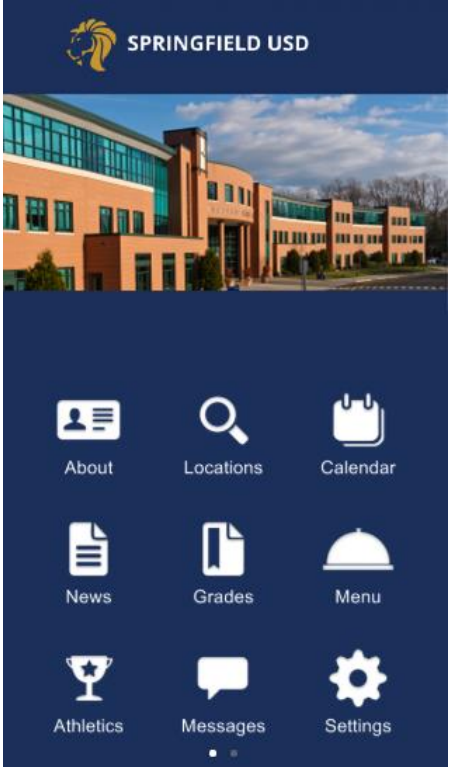 SPRINGFIELD USD
About
Locations
Calendar
News
Grades
Menu
Athletics
Messages
Settings